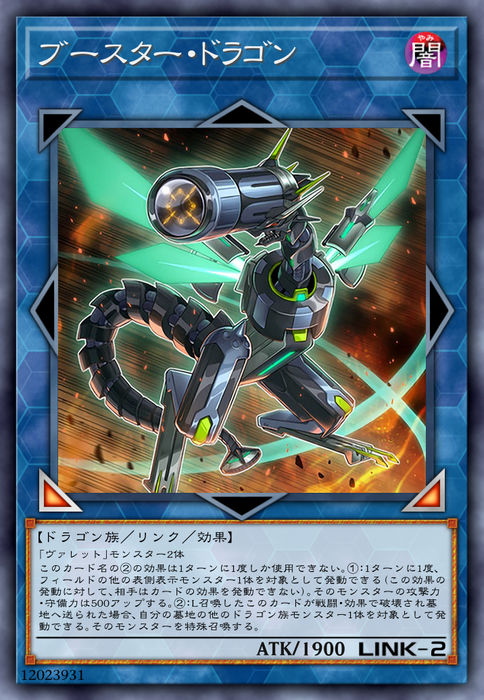 ブースター・ドラゴン
やみ
闇
【ドラゴン族／リンク／効果】
「ヴァレット」モンスター2体
このカード名の②の効果は1ターンに1度しか使用できない。①:1ターンに1度、
フィールドの他の表側表示モンスター1体を対象として発動できる(この効果の
発動に対して、相手はカードの効果を発動できない)。そのモンスターの攻撃力
・守備力は500アップする。②:L召喚したこのカードが戦闘・効果で破壊され墓
地へ送られた場合、自分の墓地の他のドラゴン族モンスター1体を対象として発
動できる。そのモンスターを特殊召喚する。
ATK/1900 LINK-2
12023931